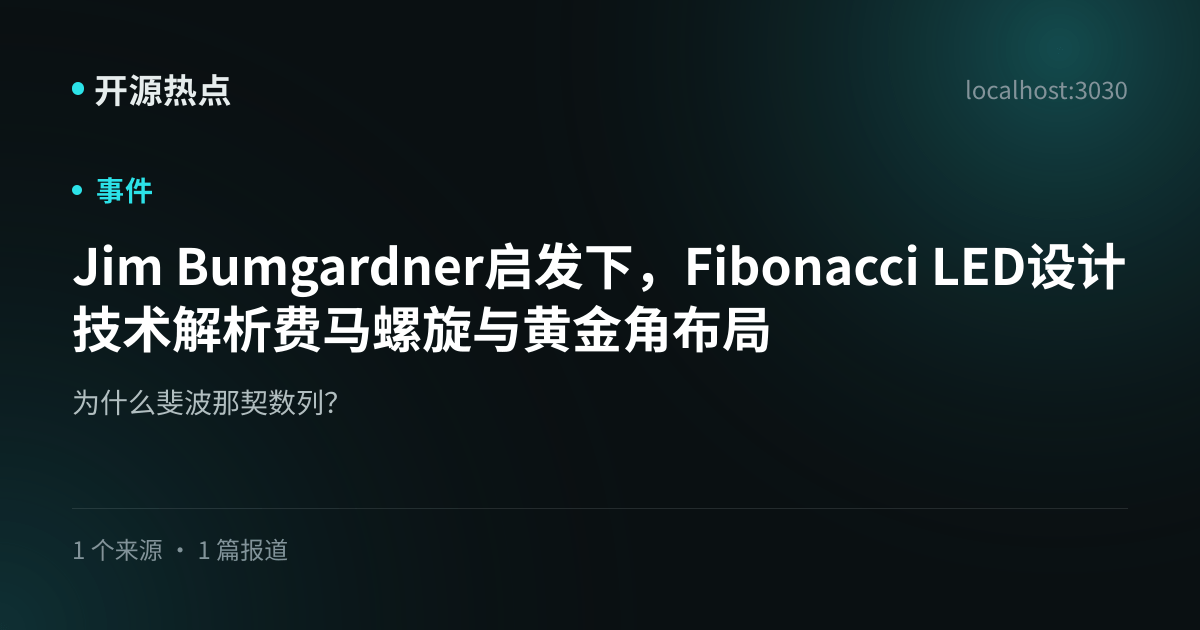 开源热点
localhost:3030
事件
Jim Bumgardner启发下，Fibonacci LED设计
技术解析费马螺旋与黄金角布局
为什么斐波那契数列？
1 个来源 · 1 篇报道